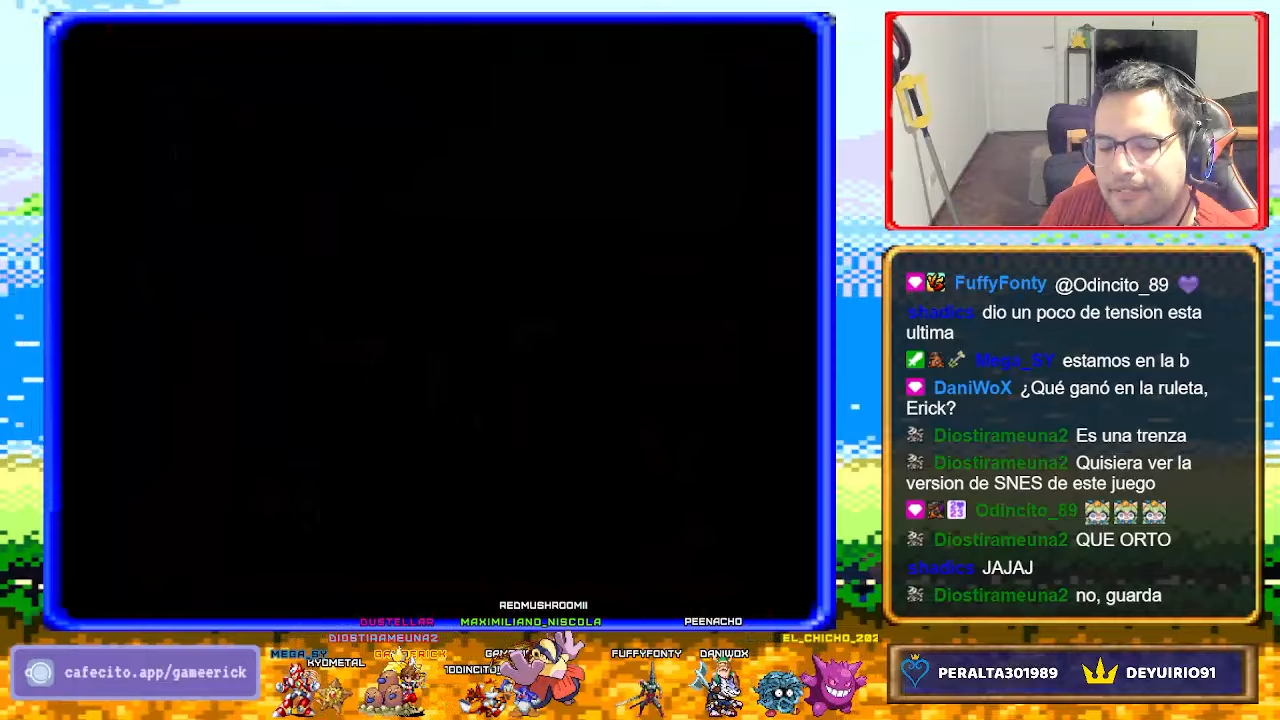 FuffyFonty @Odincito_89
shadics dio un poco de tension esta
ultima
Mega_SY estamos en la b
DaniWoX ¿Qué ganó en la ruleta,
Erick?
Diostirameuna2 Es una trenza
Diostirameuna2 Quisiera ver la
version de SNES de este juego
Odincito_89
Diostirameuna2 QUE ORTO
shadics JAJAJ
Diostirameuna2 no, guarda
REDMUSHROOMII
DUSTELLAR
MAXIMILIANO_NISCOLA
PEENACHO
DIOSTIRAMEUNA2
EL_CHICHO_202
MEGA_SY
KYOMETAL
FUFFYFONTY
DANIWOX
cafecito.app/gameerick
PERALTA301989
DEYUIRIO91